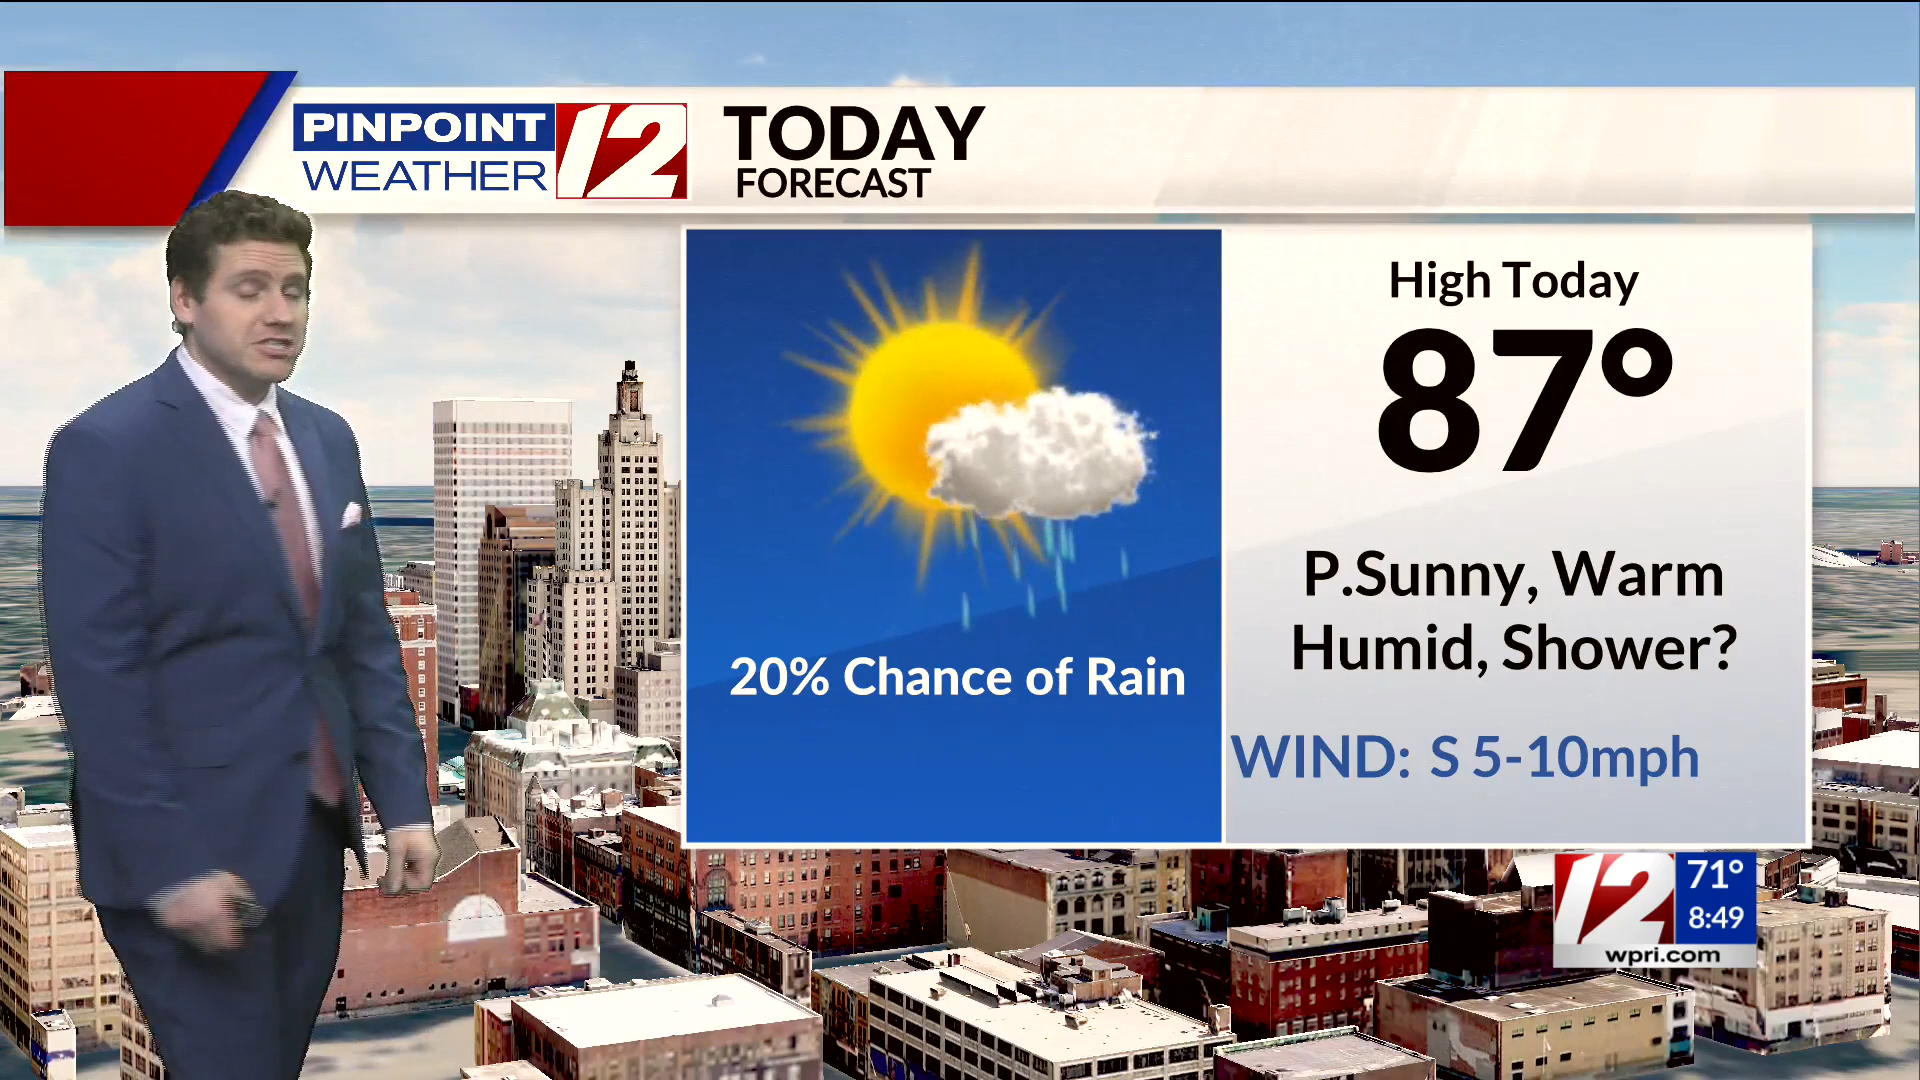 PINPOINT
WEATHER
12
TODAY
FORECAST
High Today
87°
20% Chance of Rain
P.Sunny, Warm
Humid, Shower?
WIND: S 5-10mph
12
71°
8:49
wpri.com